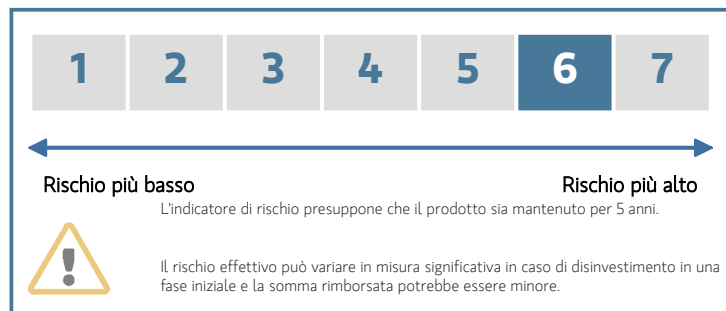 1 2 3 4 5 6 7
Rischio più basso Rischio più alto
L'indicatore di rischio presuppone che il prodotto sia mantenuto per 5 anni.
!
Il rischio effettivo può variare in misura significativa in caso di disinvestimento in una
fase iniziale e la somma rimborsata potrebbe essere minore.